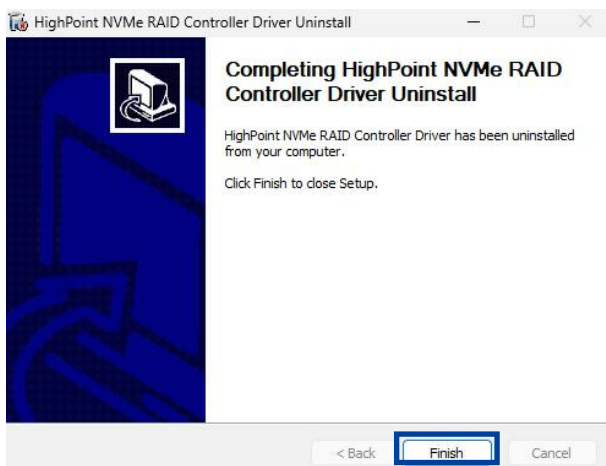 HighPoint NVMe RAID Controller Driver Uninstall
Completing HighPoint NVMe RAID
Controller Driver Uninstall
HighPoint NVMe RAID Controller Driver has been uninstalled
from your computer.
Click Finish to close Setup.
< Back Finish Cancel